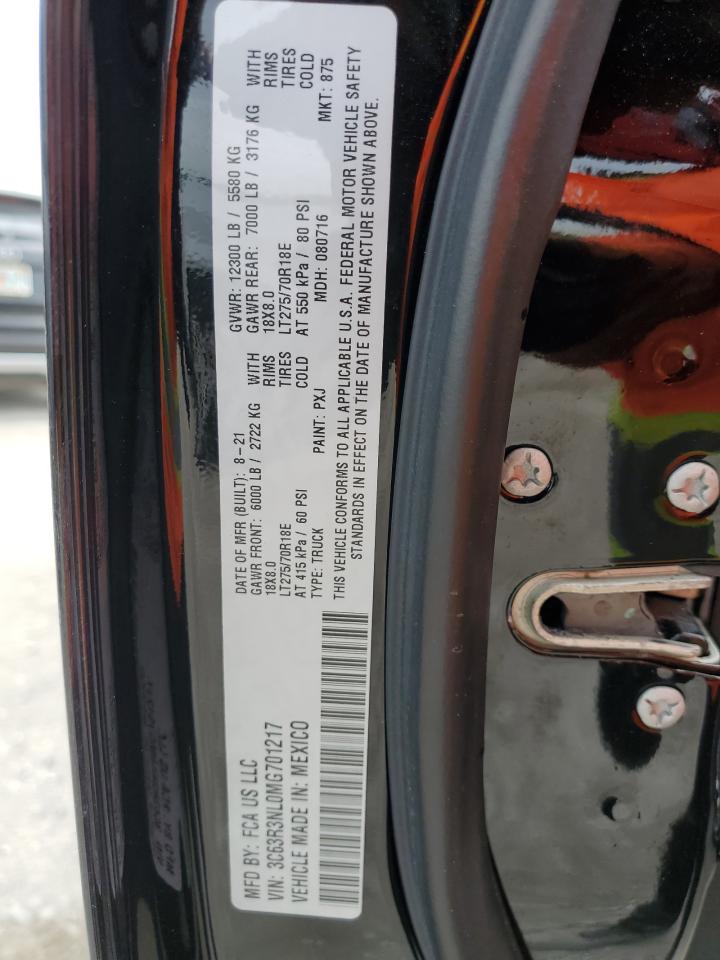 MFD BY: FCA US LLC
VIN: 3C63R3NL0MG701217
VEHICLE MADE IN: MEXICO
DATE OF MFR (BUILT): 8-21 GVWR: 12300 LB / 5580 KG
GAWR FRONT: 6000 LB / 2722 KG WITH GAWR REAR: 7000 LB / 3176 KG WITH
18X8.0 RIMS 18X8.0 RIMS
LT275/70R18E TIRES LT275/70R18E TIRES
AT 415 kPa / 60 PSI COLD AT 550 kPa / 80 PSI COLD
TYPE: TRUCK PAINT: PXJ MDH: 080716 MKT: 875
THIS VEHICLE CONFORMS TO ALL APPLICABLE U.S.A. FEDERAL MOTOR VEHICLE SAFETY
STANDARDS IN EFFECT ON THE DATE OF MANUFACTURE SHOWN ABOVE.